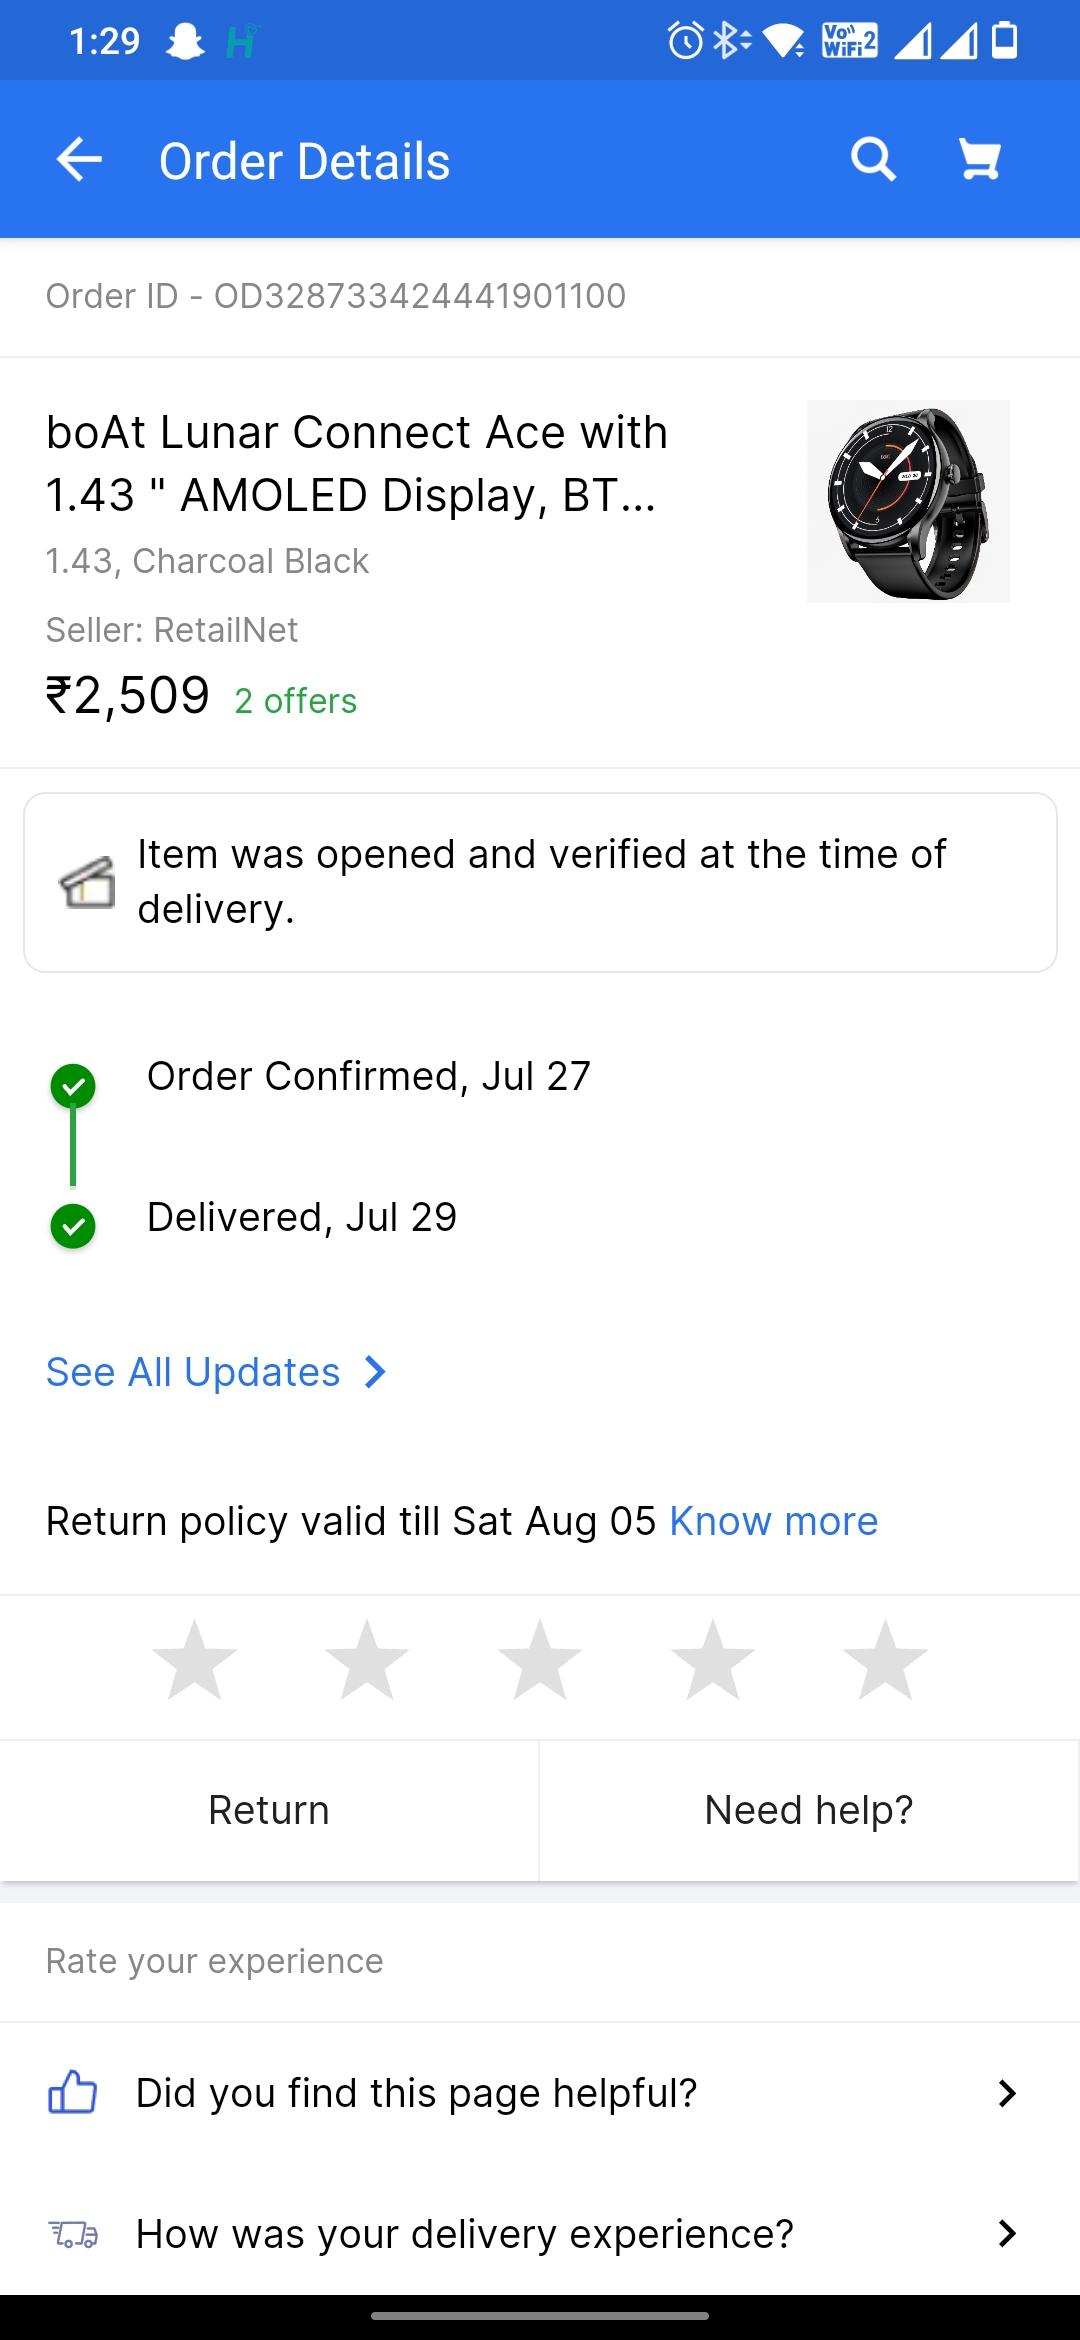 1:29
Vo WiFi 2
Order Details
Order ID - OD328733424441901100
boAt Lunar Connect Ace with
1.43 " AMOLED Display, BT...
1.43, Charcoal Black
Seller: RetailNet
₹2,509 2 offers
Item was opened and verified at the time of
delivery.
Order Confirmed, Jul 27
Delivered, Jul 29
See All Updates
Return policy valid till Sat Aug 05 Know more
Return
Need help?
Rate your experience
Did you find this page helpful?
How was your delivery experience?